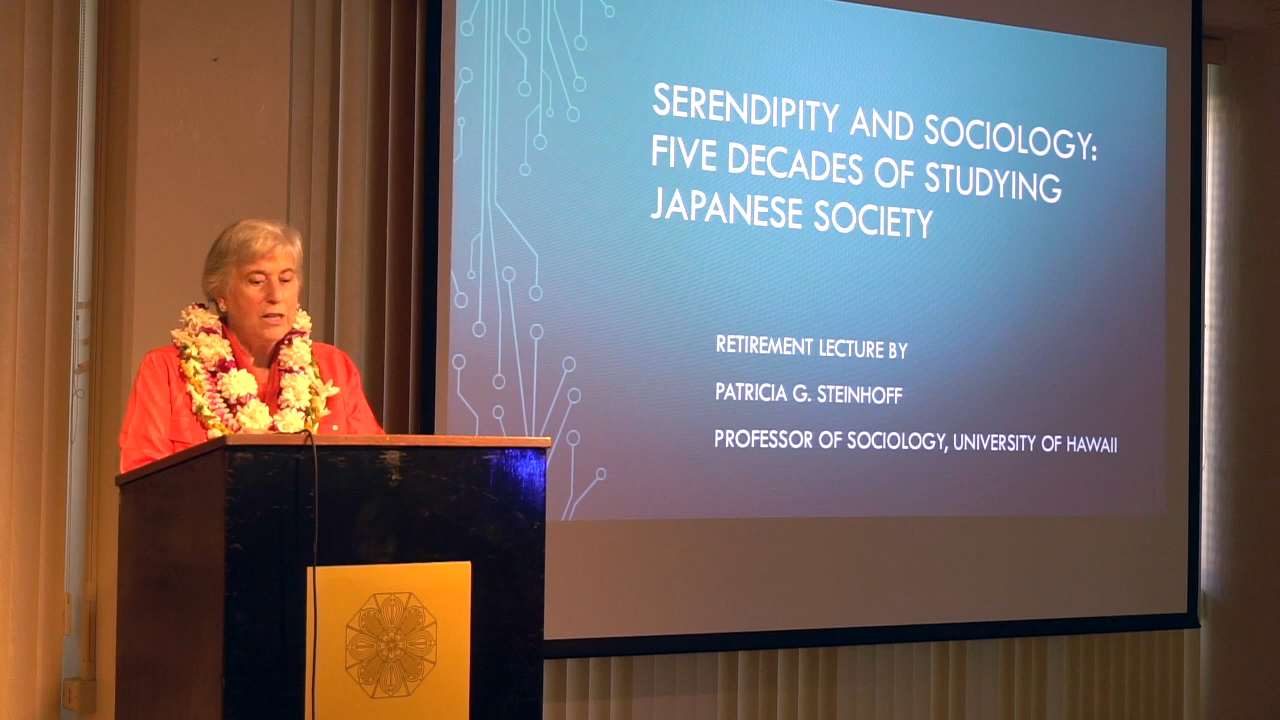 SERENDIPITY AND SOCIOLOGY:
FIVE DECADES OF STUDYING
JAPANESE SOCIETY
RETIREMENT LECTURE BY
PATRICIA G. STEINHOFF
PROFESSOR OF SOCIOLOGY, UNIVERSITY OF HAWAII